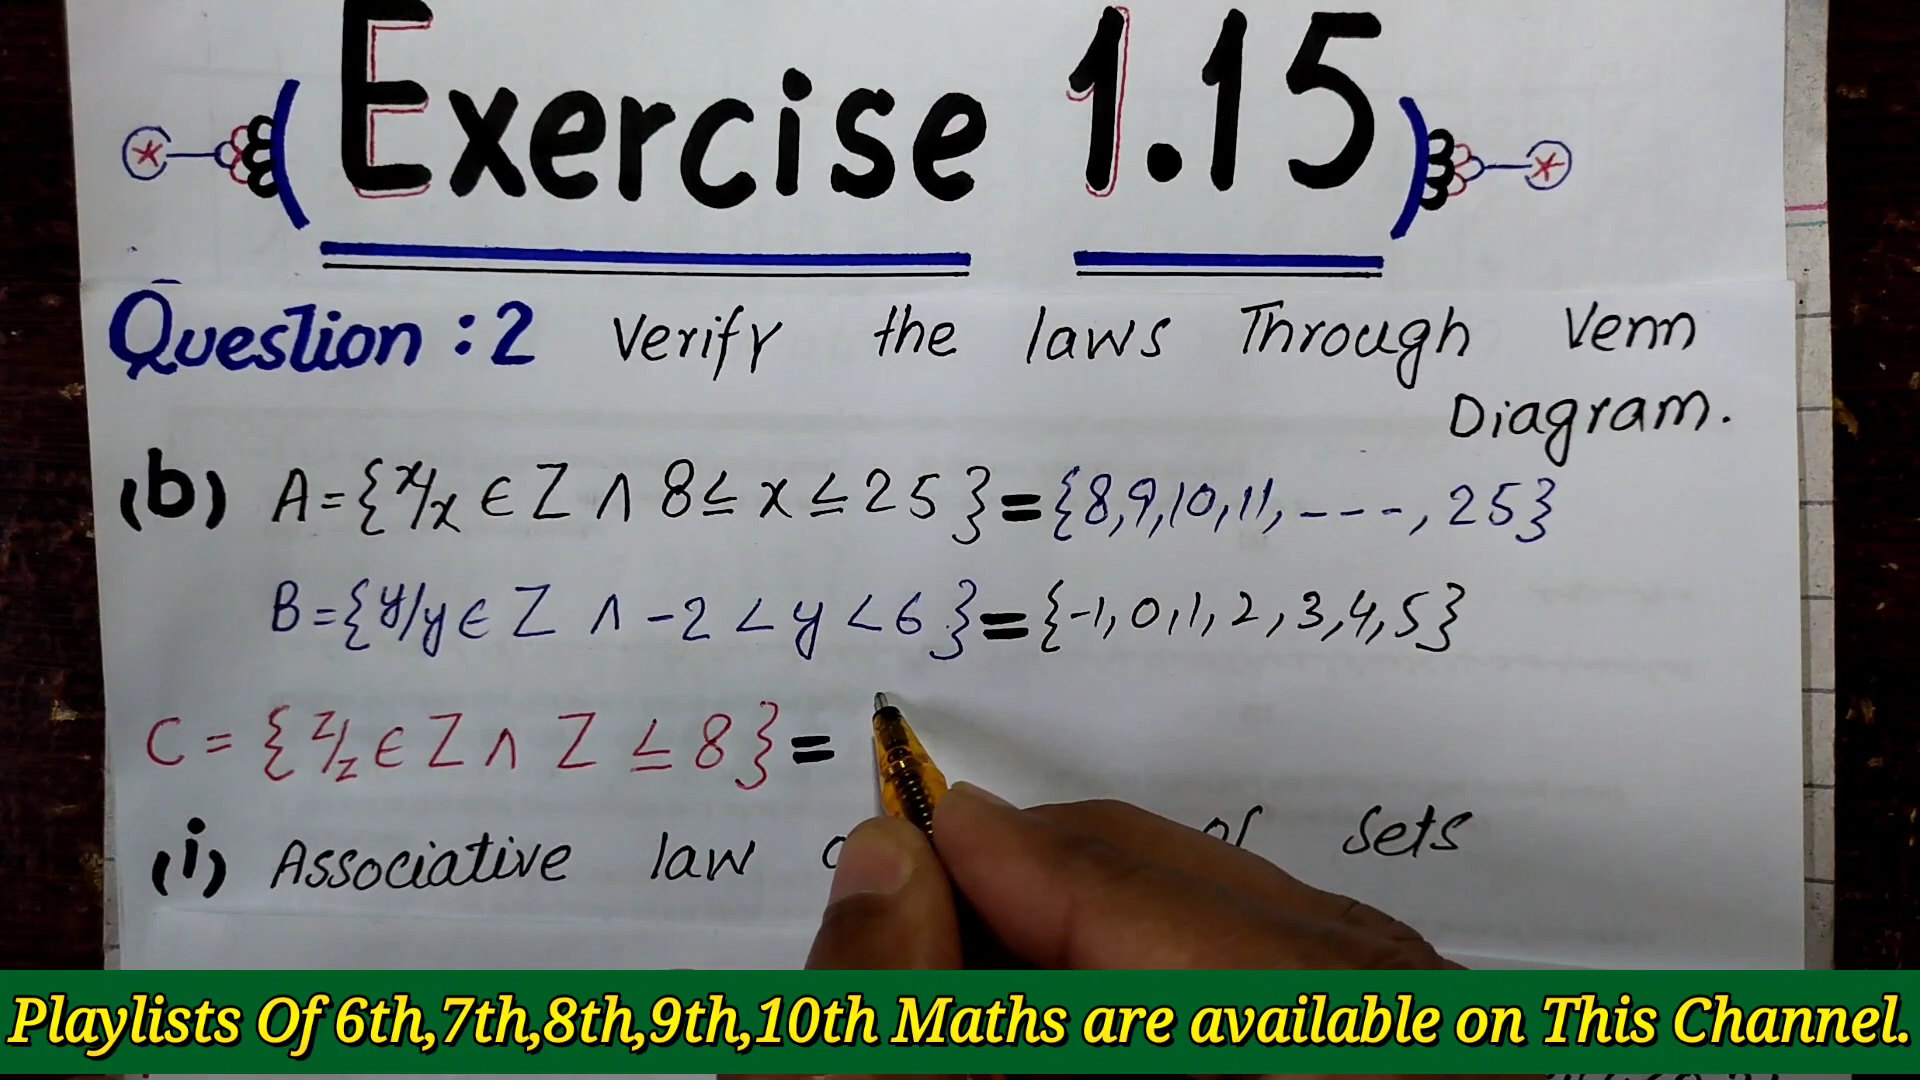 Exercise 1.15
Question : 2 Verify the laws Through Venn
Diagram.
(b) A={x/x ∈ Z ∧ 8≤ x ≤ 25}={8,9,10,11,----,25}
B={y/y ∈ Z ∧ -2 < y < 6}={-1,0,1,2,3,4,5}
C = {z/z ∈ Z ∧ Z ≤ 8}=
(i) Associative law of sets
Playlists Of 6th,7th,8th,9th,10th Maths are available on This Channel.